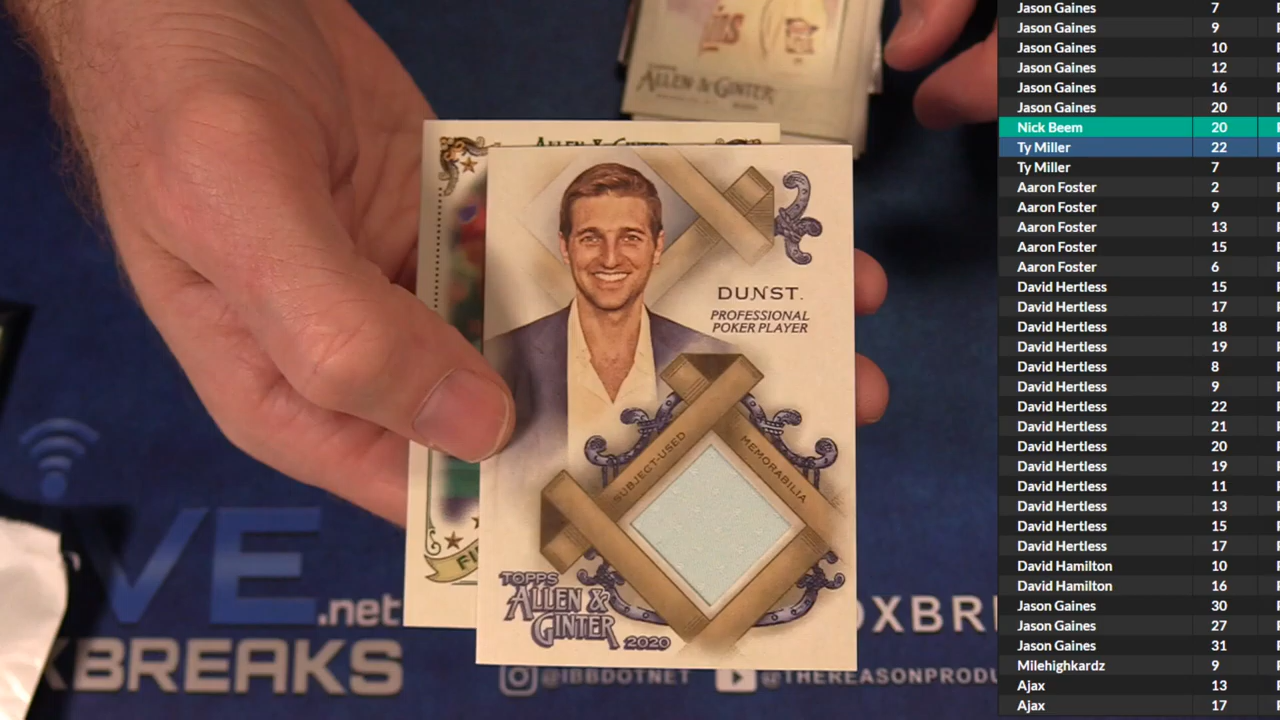 ALLEN & GINTER
ALLEN & GINTER
DUNST.
PROFESSIONAL
POKER PLAYER
SUBJECT-USED
MEMORABILIA
TOPPS
ALLEN &
GINTER
2020
VE
.net
XBREAKS
OXBR
@IBBDOTNET
@THEREASONPRODU
Jason Gaines 7
Jason Gaines 9
Jason Gaines 10
Jason Gaines 12
Jason Gaines 16
Jason Gaines 20
Nick Beem 20
Ty Miller 22
Ty Miller 7
Aaron Foster 2
Aaron Foster 9
Aaron Foster 13
Aaron Foster 15
Aaron Foster 6
David Hertless 15
David Hertless 17
David Hertless 18
David Hertless 19
David Hertless 8
David Hertless 9
David Hertless 22
David Hertless 21
David Hertless 20
David Hertless 19
David Hertless 11
David Hertless 13
David Hertless 15
David Hertless 17
David Hamilton 10
David Hamilton 16
Jason Gaines 30
Jason Gaines 27
Jason Gaines 31
Milehighkardz 9
Ajax 13
Ajax 17